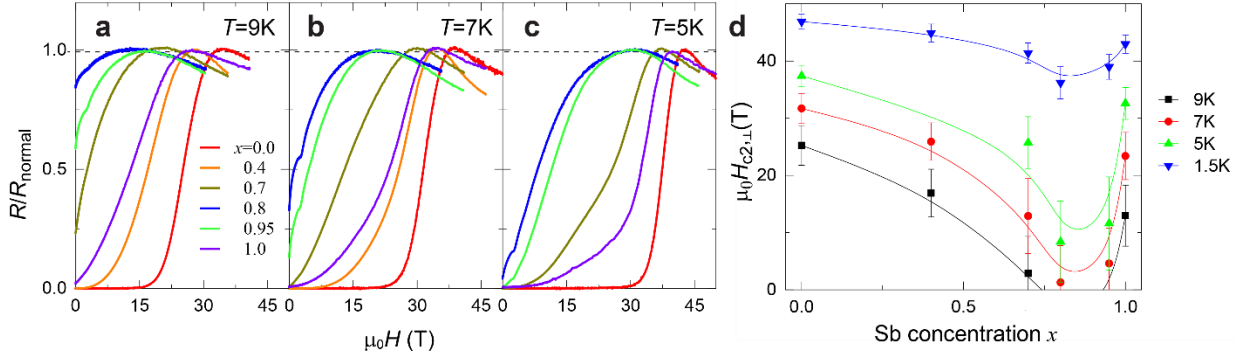 a
T=9K
b
T=7K
c
T=5K
d
R/Rnormal
1.0
0.5
0.0
x=0.0
0.4
0.7
0.8
0.95
1.0
0 15 30 45
0 15 30 45
0 15 30 45
μ0H (T)
μ0Hc2,⊥(T)
40
20
0
0.0 0.5 1.0
Sb concentration x
9K
7K
5K
1.5K